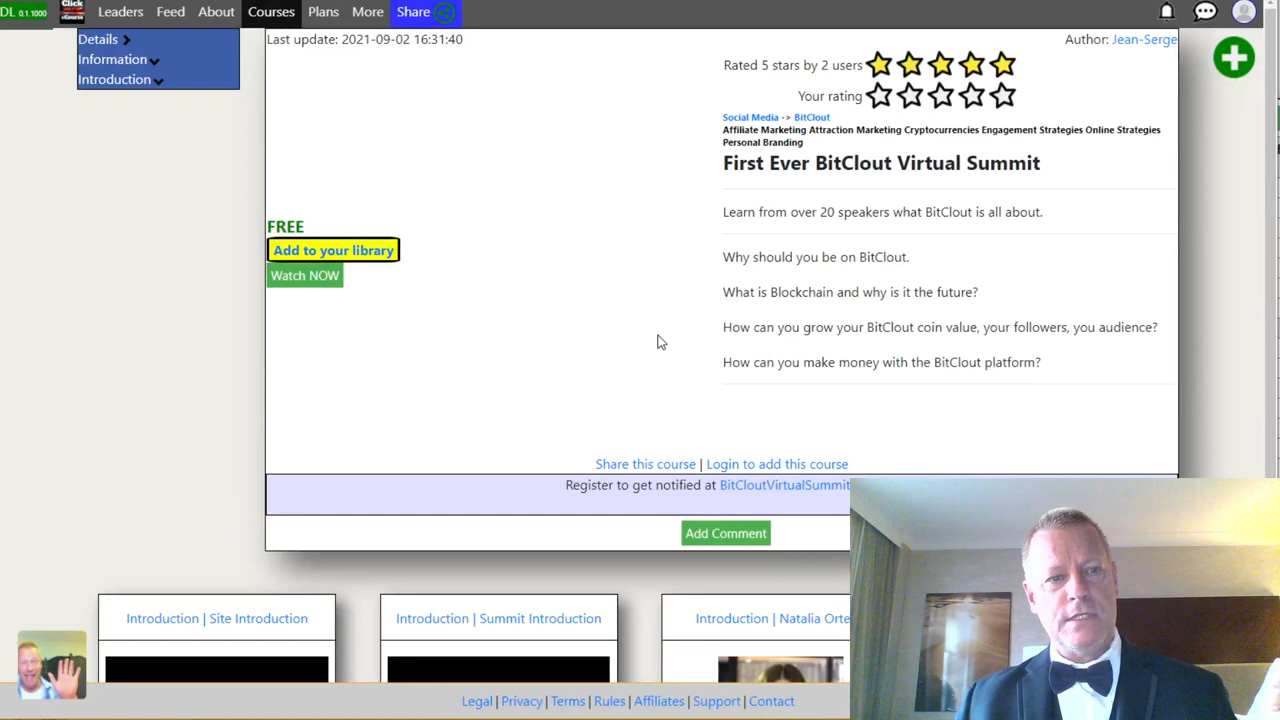 DL 0.1.1000
Click
eCourse
Leaders
Feed
About
Courses
Plans
More
Share
Details
Information
Introduction
Last update: 2021-09-02 16:31:40
Author: Jean-Serge
Rated 5 stars by 2 users
Your rating
Social Media -> BitClout
Affiliate Marketing Attraction Marketing Cryptocurrencies Engagement Strategies Online Strategies
Personal Branding
First Ever BitClout Virtual Summit
Learn from over 20 speakers what BitClout is all about.
FREE
Add to your library
Watch NOW
Why should you be on BitClout.
What is Blockchain and why is it the future?
How can you grow your BitClout coin value, your followers, you audience?
How can you make money with the BitClout platform?
Share this course | Login to add this course
Register to get notified at BitCloutVirtualSummit
Add Comment
Introduction | Site Introduction
Introduction | Summit Introduction
Introduction | Natalia Orte
Legal | Privacy | Terms | Rules | Affiliates | Support | Contact